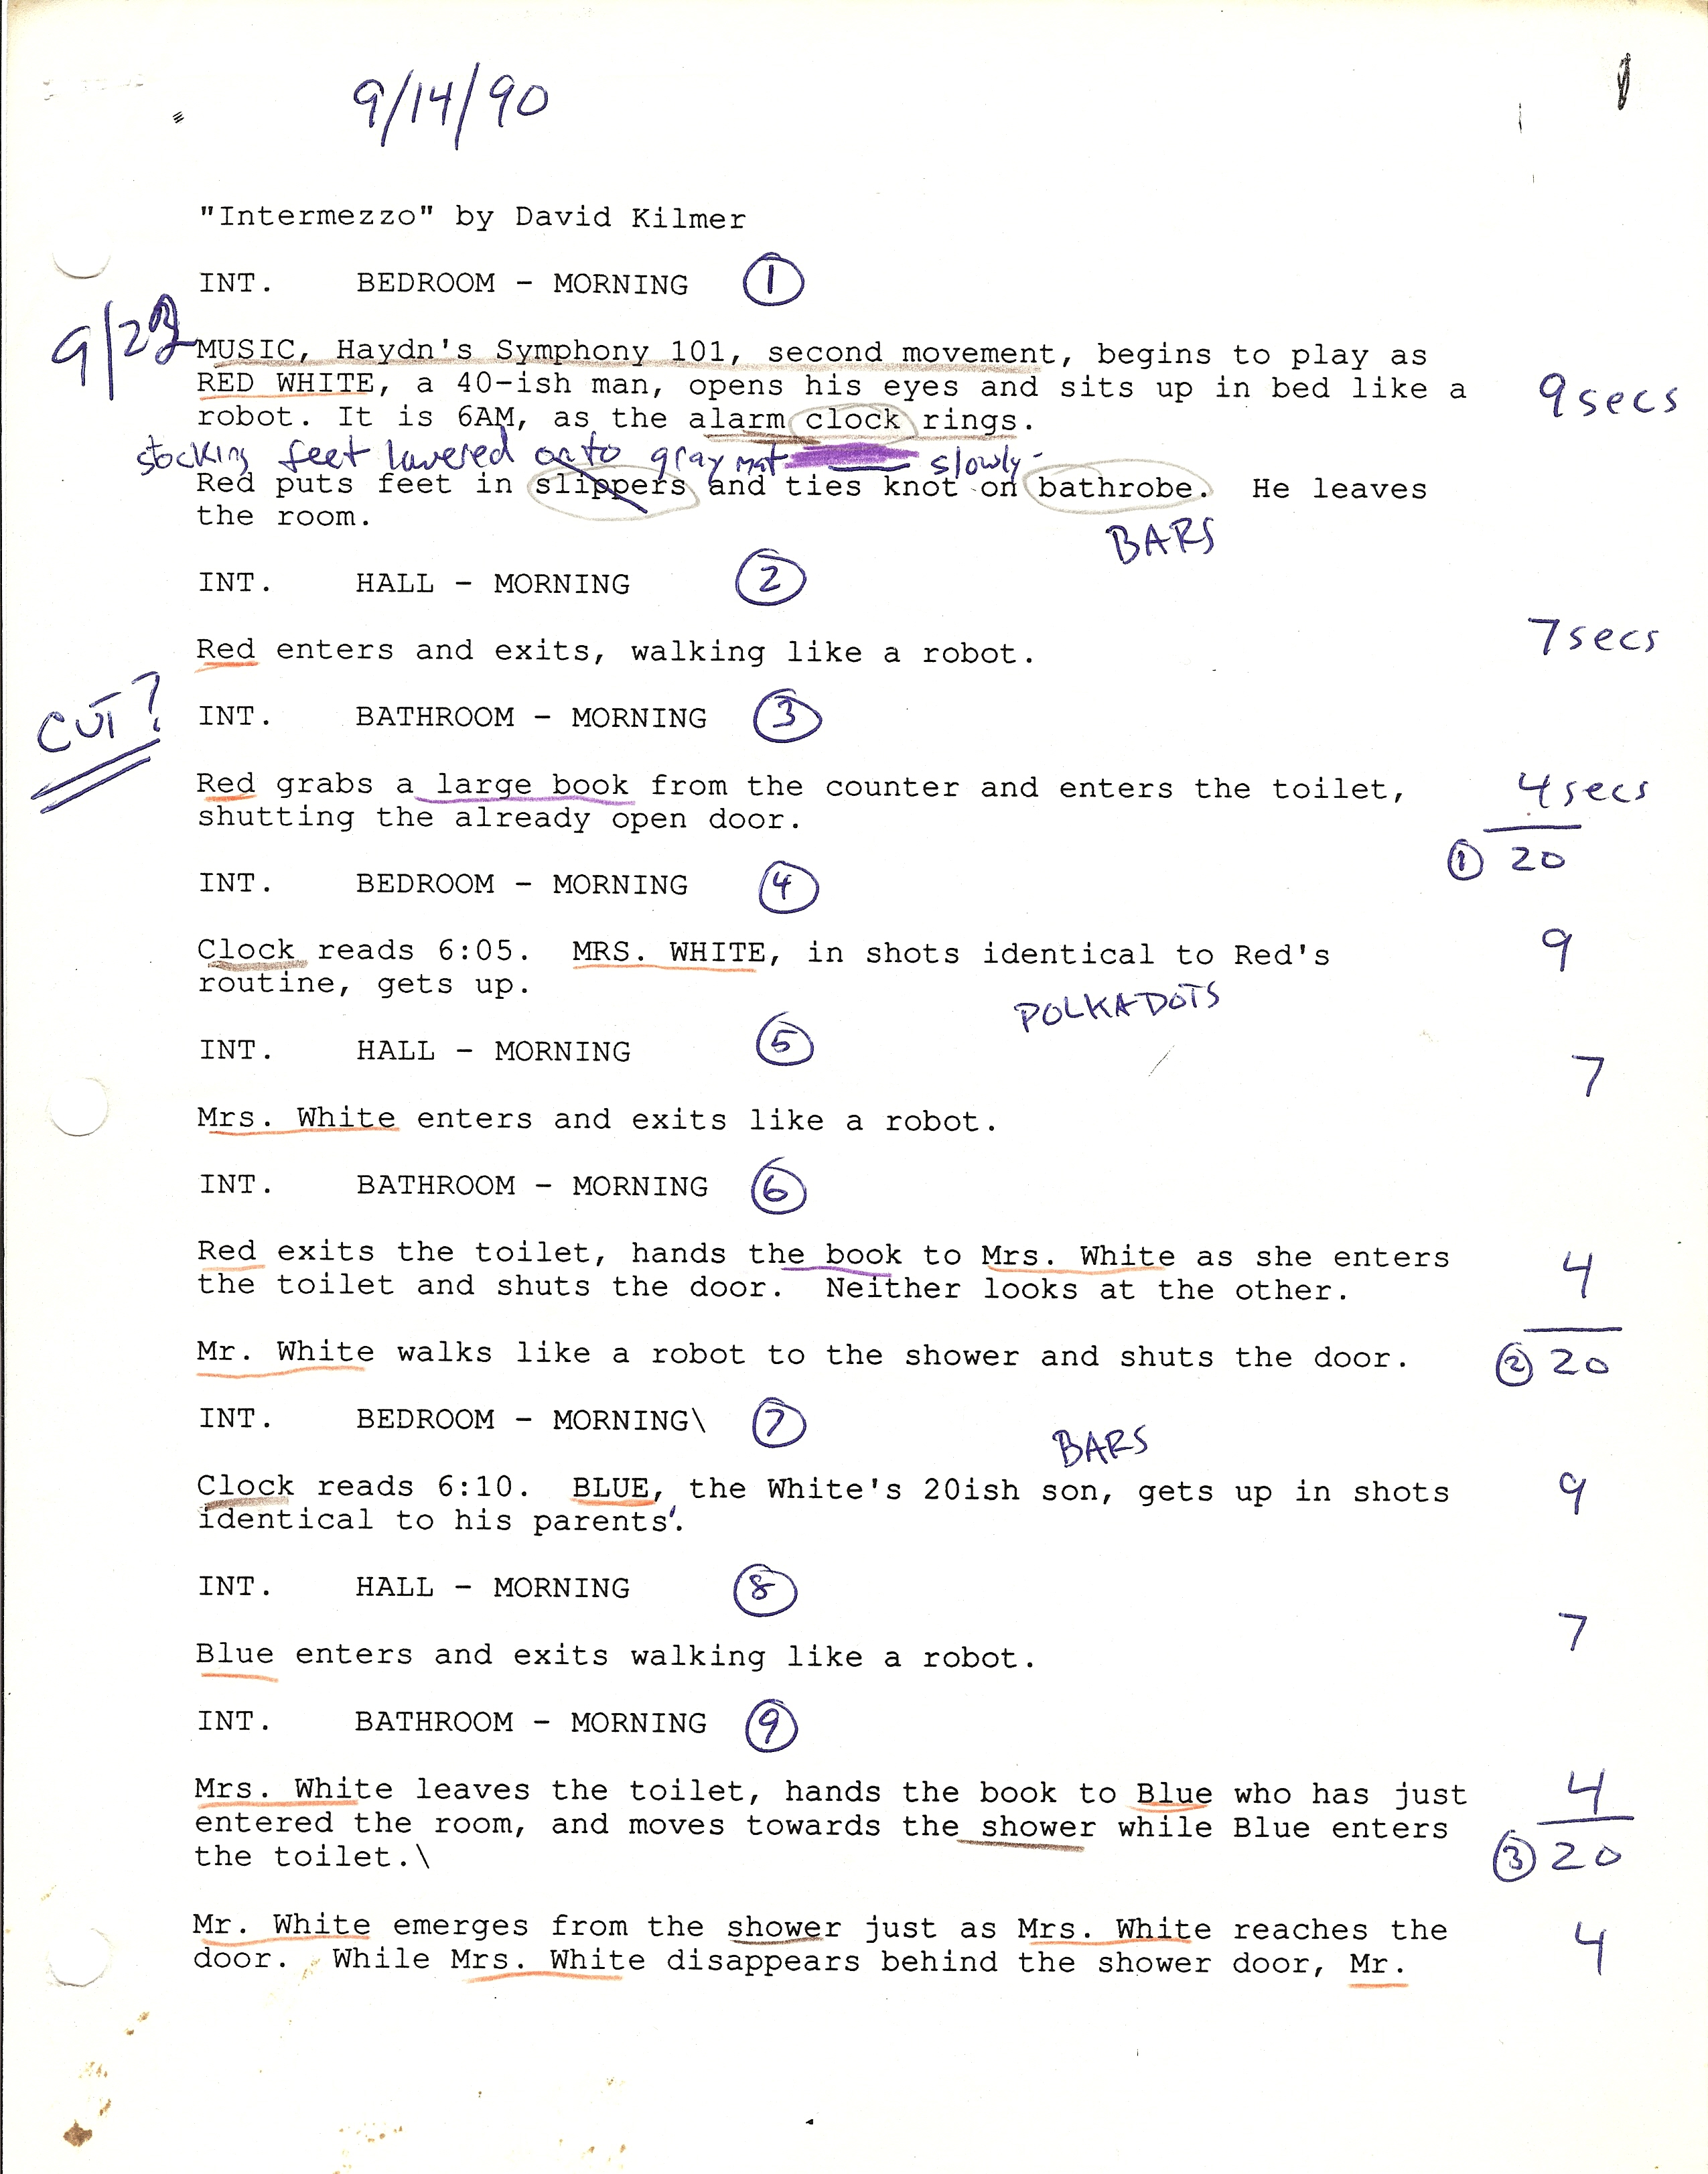 9/14/90
"Intermezzo" by David Kilmer
INT. BEDROOM - MORNING 1
MUSIC, Haydn's Symphony 101, second movement, begins to play as
RED WHITE, a 40-ish man, opens his eyes and sits up in bed like a
9 secs
robot. It is 6AM, as the alarm clock rings.
stocking feet lowered onto gray mat slowly-
Red puts feet in slippers and ties knot on bathrobe. He leaves
the room.
BARS
INT. HALL - MORNING 2
Red enters and exits, walking like a robot.
7 secs
CUT?
INT. BATHROOM - MORNING 3
Red grabs a large book from the counter and enters the toilet,
4 secs
shutting the already open door.
1 20
INT. BEDROOM - MORNING 4
Clock reads 6:05. MRS. WHITE, in shots identical to Red's
9
routine, gets up.
POLKADOTS
INT. HALL - MORNING 5
7
Mrs. White enters and exits like a robot.
INT. BATHROOM - MORNING 6
Red exits the toilet, hands the book to Mrs. White as she enters
4
the toilet and shuts the door. Neither looks at the other.
Mr. White walks like a robot to the shower and shuts the door.
2 20
INT. BEDROOM - MORNING\ 7
BARS
Clock reads 6:10. BLUE, the White's 20ish son, gets up in shots
9
identical to his parents'.
INT. HALL - MORNING 8
7
Blue enters and exits walking like a robot.
INT. BATHROOM - MORNING 9
Mrs. White leaves the toilet, hands the book to Blue who has just
4
entered the room, and moves towards the shower while Blue enters
the toilet.\
3 20
Mr. White emerges from the shower just as Mrs. White reaches the
4
door. While Mrs. White disappears behind the shower door, Mr.